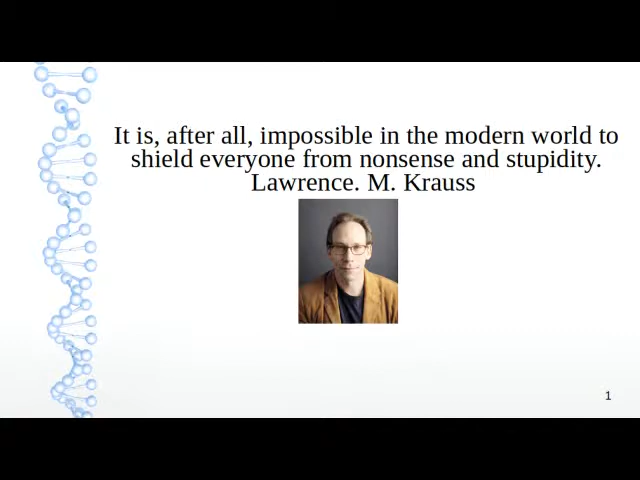 It is, after all, impossible in the modern world to
shield everyone from nonsense and stupidity.
Lawrence. M. Krauss
1